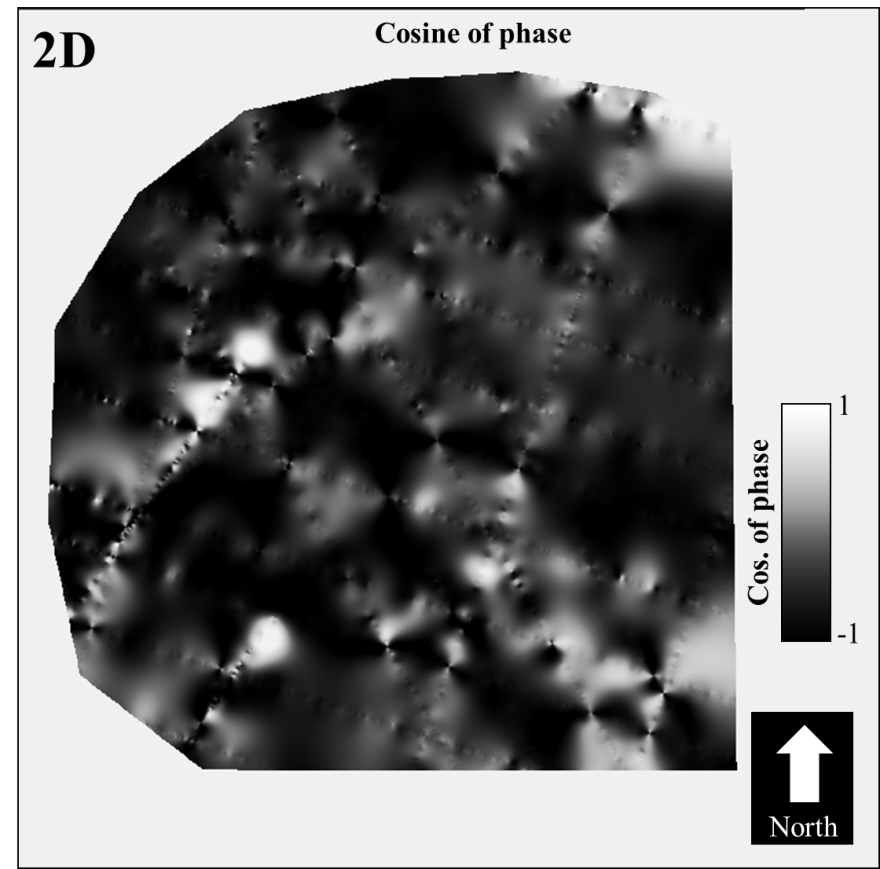 Cosine of phase
2D
1
Cos. of phase
-1
North